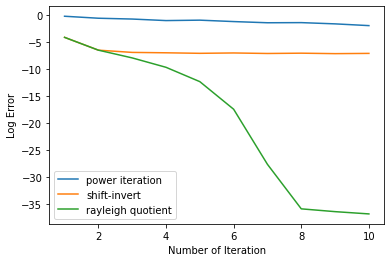 0
−5
−10
−15
−20
−25
−30
−35
Log Error
power iteration
shift-invert
rayleigh quotient
2 4 6 8 10
Number of Iteration